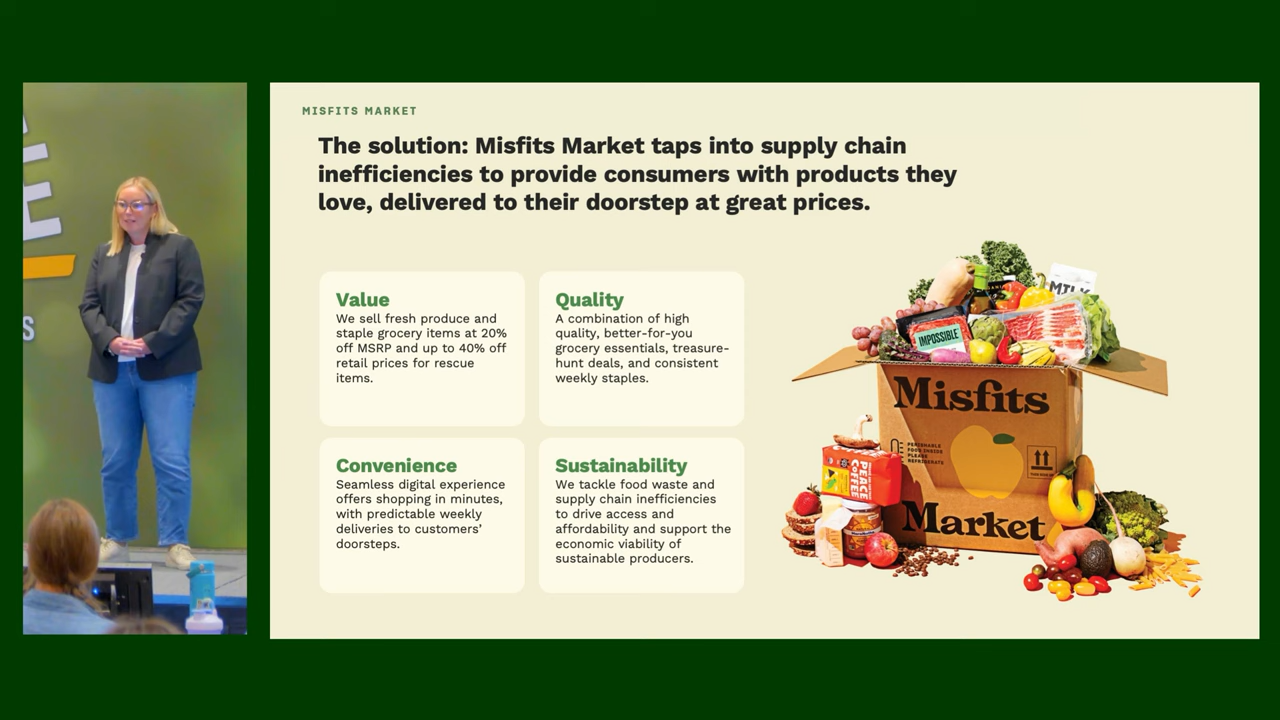 MISFITS MARKET
The solution: Misfits Market taps into supply chain
inefficiencies to provide consumers with products they
love, delivered to their doorstep at great prices.
Value
We sell fresh produce and
staple grocery items at 20%
off MSRP and up to 40% off
retail prices for rescue
items.
Quality
A combination of high
quality, better-for-you
grocery essentials, treasure-
hunt deals, and consistent
weekly staples.
Convenience
Seamless digital experience
offers shopping in minutes,
with predictable weekly
deliveries to customers’
doorsteps.
Sustainability
We tackle food waste and
supply chain inefficiencies
to drive access and
affordability and support the
economic viability of
sustainable producers.
MILK
IMPOSSIBLE
Misfits
PERISHABLE
FOOD INSIDE
PLEASE
REFRIGERATE
PEACE
COFFEE
Market
E
S